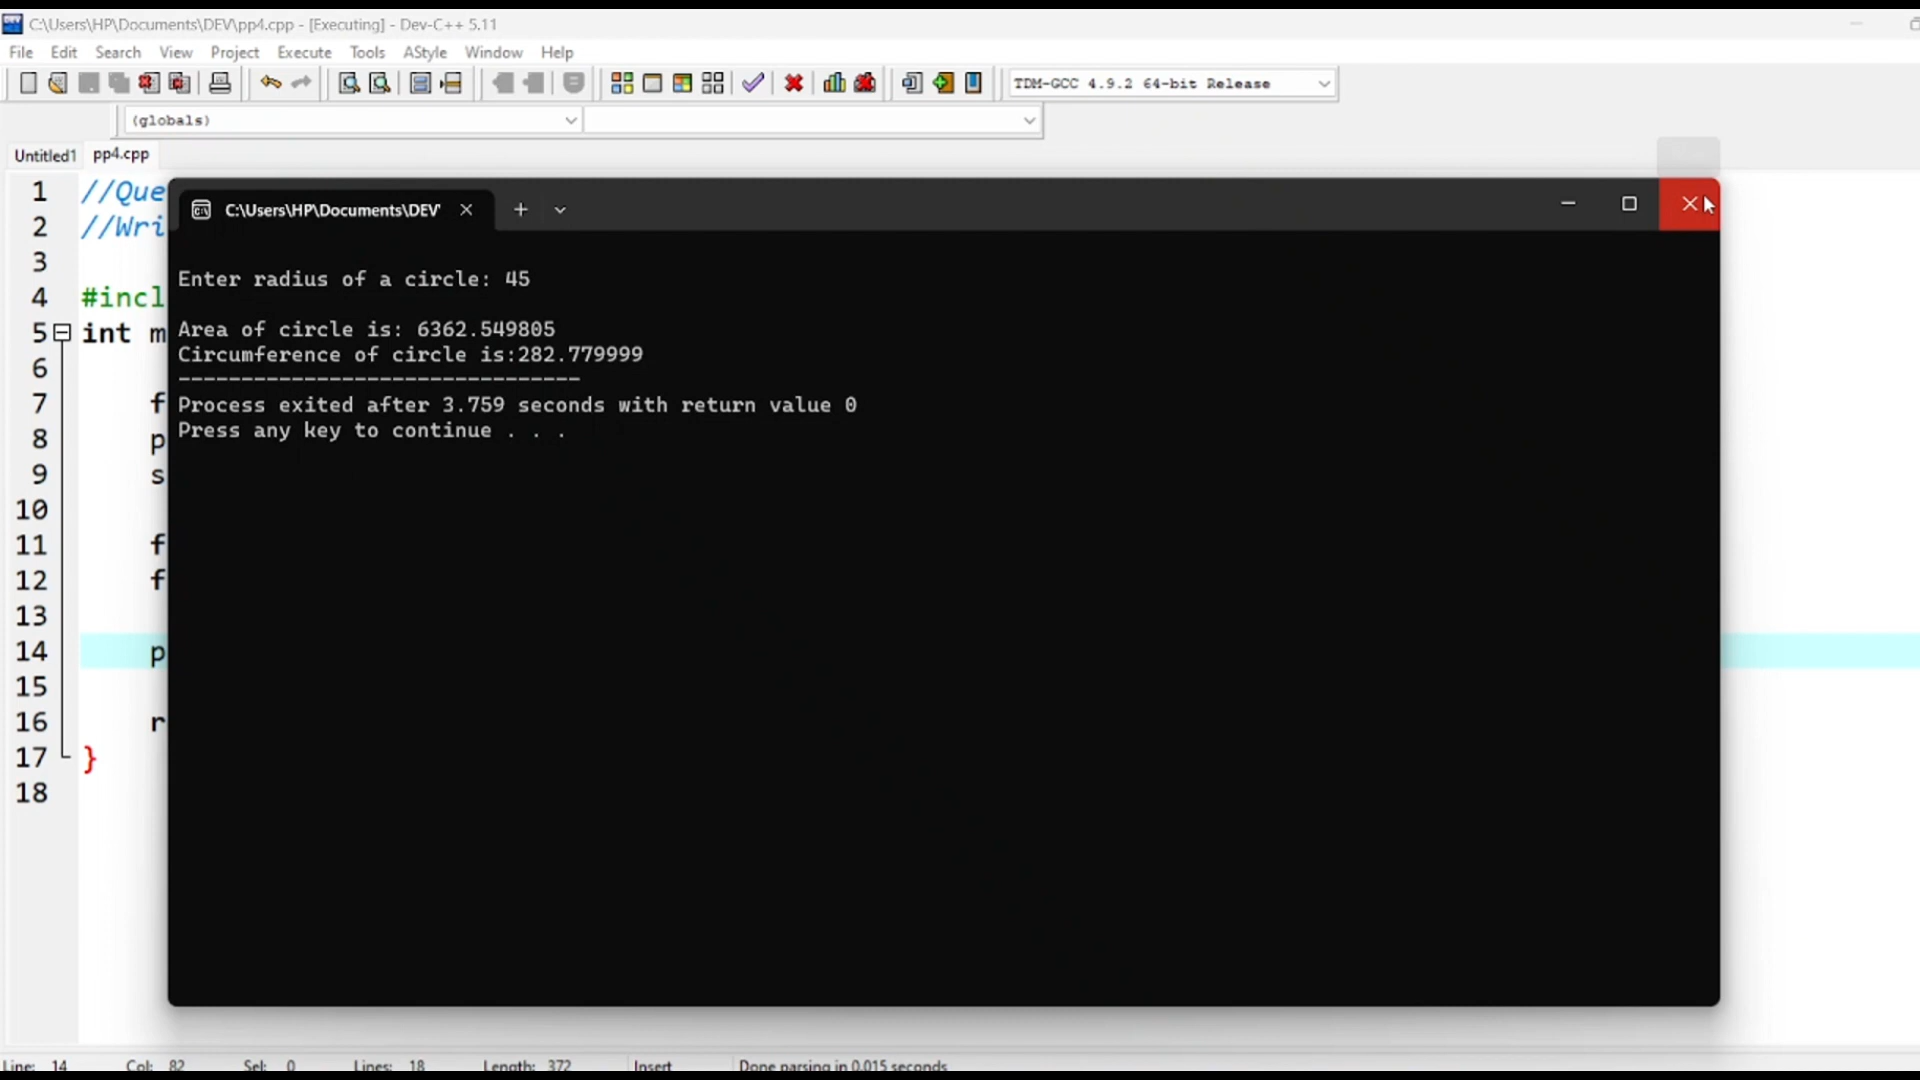 C:\Users\HP\Documents\DEV\pp4.cpp - [Executing] - Dev-C++ 5.11
File Edit Search View Project Execute Tools AStyle Window Help
TDM-GCC 4.9.2 64-bit Release
(globals)
Untitled1 pp4.cpp
1 //Que
2 //Wri
3
4 #incl
5 int m
6
7 f
8 p
9 s
10
11 f
12 f
13
14 p
15
16 r
17 }
18
C:\Users\HP\Documents\DEV\
Enter radius of a circle: 45
Area of circle is: 6362.549805
Circumference of circle is:282.779999
--------------------------------
Process exited after 3.759 seconds with return value 0
Press any key to continue . . .
Line: 14 Col: 82 Sel: 0 Lines: 18 Length: 372 Insert Done parsing in 0.015 seconds